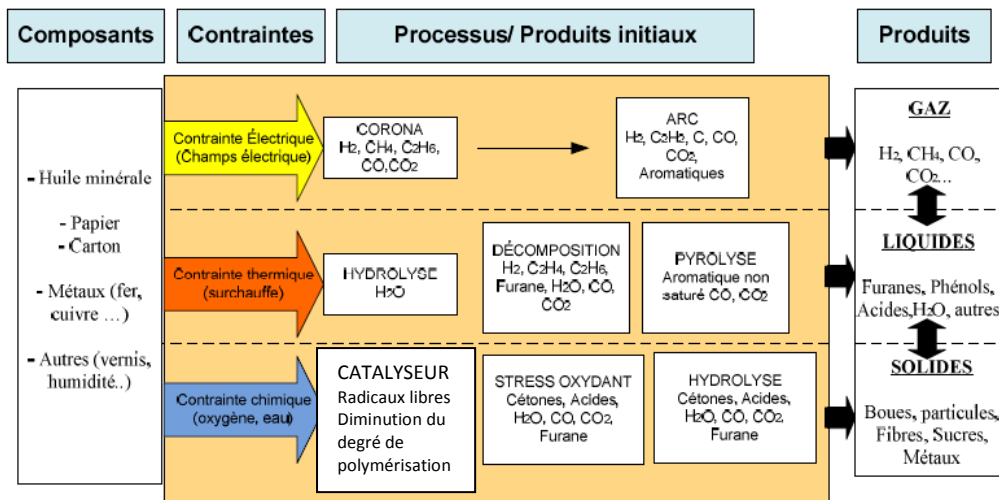 Composants
Contraintes
Processus/ Produits initiaux
Produits
- Huile minérale
- Papier
- Carton
- Métaux (fer,
cuivre …)
- Autres (vernis,
humidité..)
Contrainte Électrique
(Champs électrique)
CORONA
H2, CH4, C2H6,
CO,CO2
ARC
H2, C2H2, C, CO,
CO2,
Aromatiques
GAZ
H2, CH4, CO,
CO2...
Contrainte thermique
(surchauffe)
HYDROLYSE
H2O
DÉCOMPOSITION
H2, C2H4, C2H6,
Furane, H2O, CO,
CO2
PYROLYSE
Aromatique non
saturé CO, CO2
LIQUIDES
Furanes, Phénols,
Acides,H2O, autres
Contrainte chimique
(oxygène, eau)
CATALYSEUR
Radicaux libres
Diminution du
degré de
polymérisation
STRESS OXYDANT
Cétones, Acides,
H2O, CO, CO2,
Furane
HYDROLYSE
Cétones, Acides,
H2O, CO, CO2,
Furane
SOLIDES
Boues, particules,
Fibres, Sucres,
Métaux